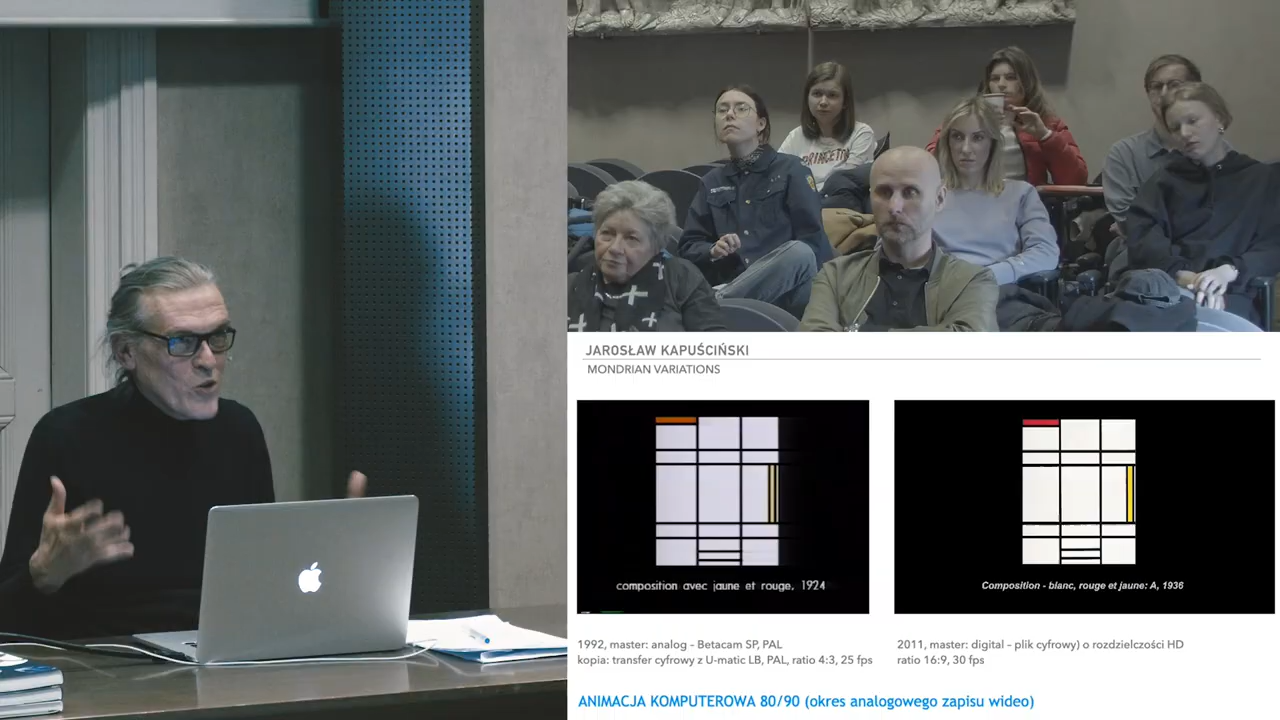 PRINCETON
JAROSŁAW KAPUŚCIŃSKI
MONDRIAN VARIATIONS
composition avec jaune et rouge, 1924
Composition - blanc, rouge et jaune: A, 1936
1992, master: analog – Betacam SP, PAL
kopia: transfer cyfrowy z U-matic LB, PAL, ratio 4:3, 25 fps
2011, master: digital – plik cyfrowy) o rozdzielczości HD
ratio 16:9, 30 fps
ANIMACJA KOMPUTEROWA 80/90 (okres analogowego zapisu wideo)